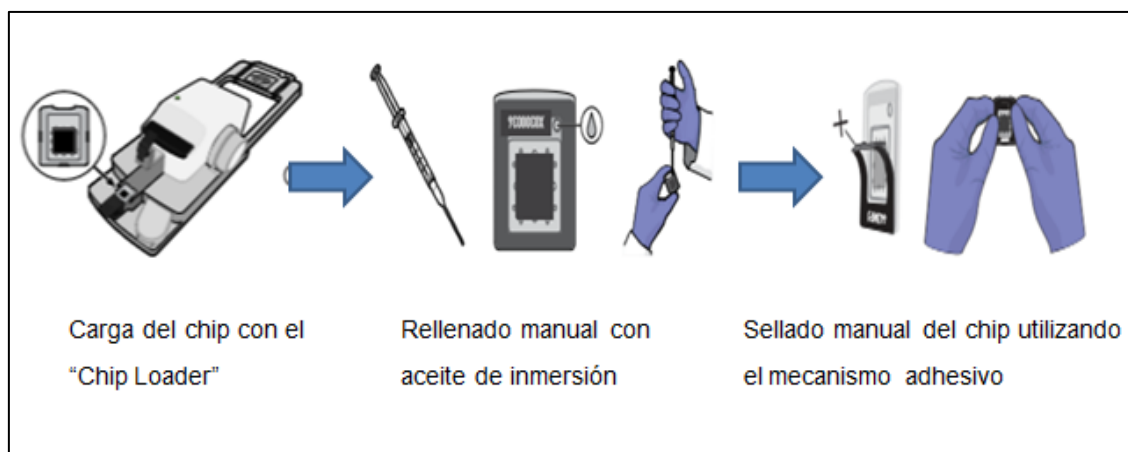 Carga del chip con el
“Chip Loader”
Rellenado manual con
aceite de inmersión
Sellado manual del chip utilizando
el mecanismo adhesivo